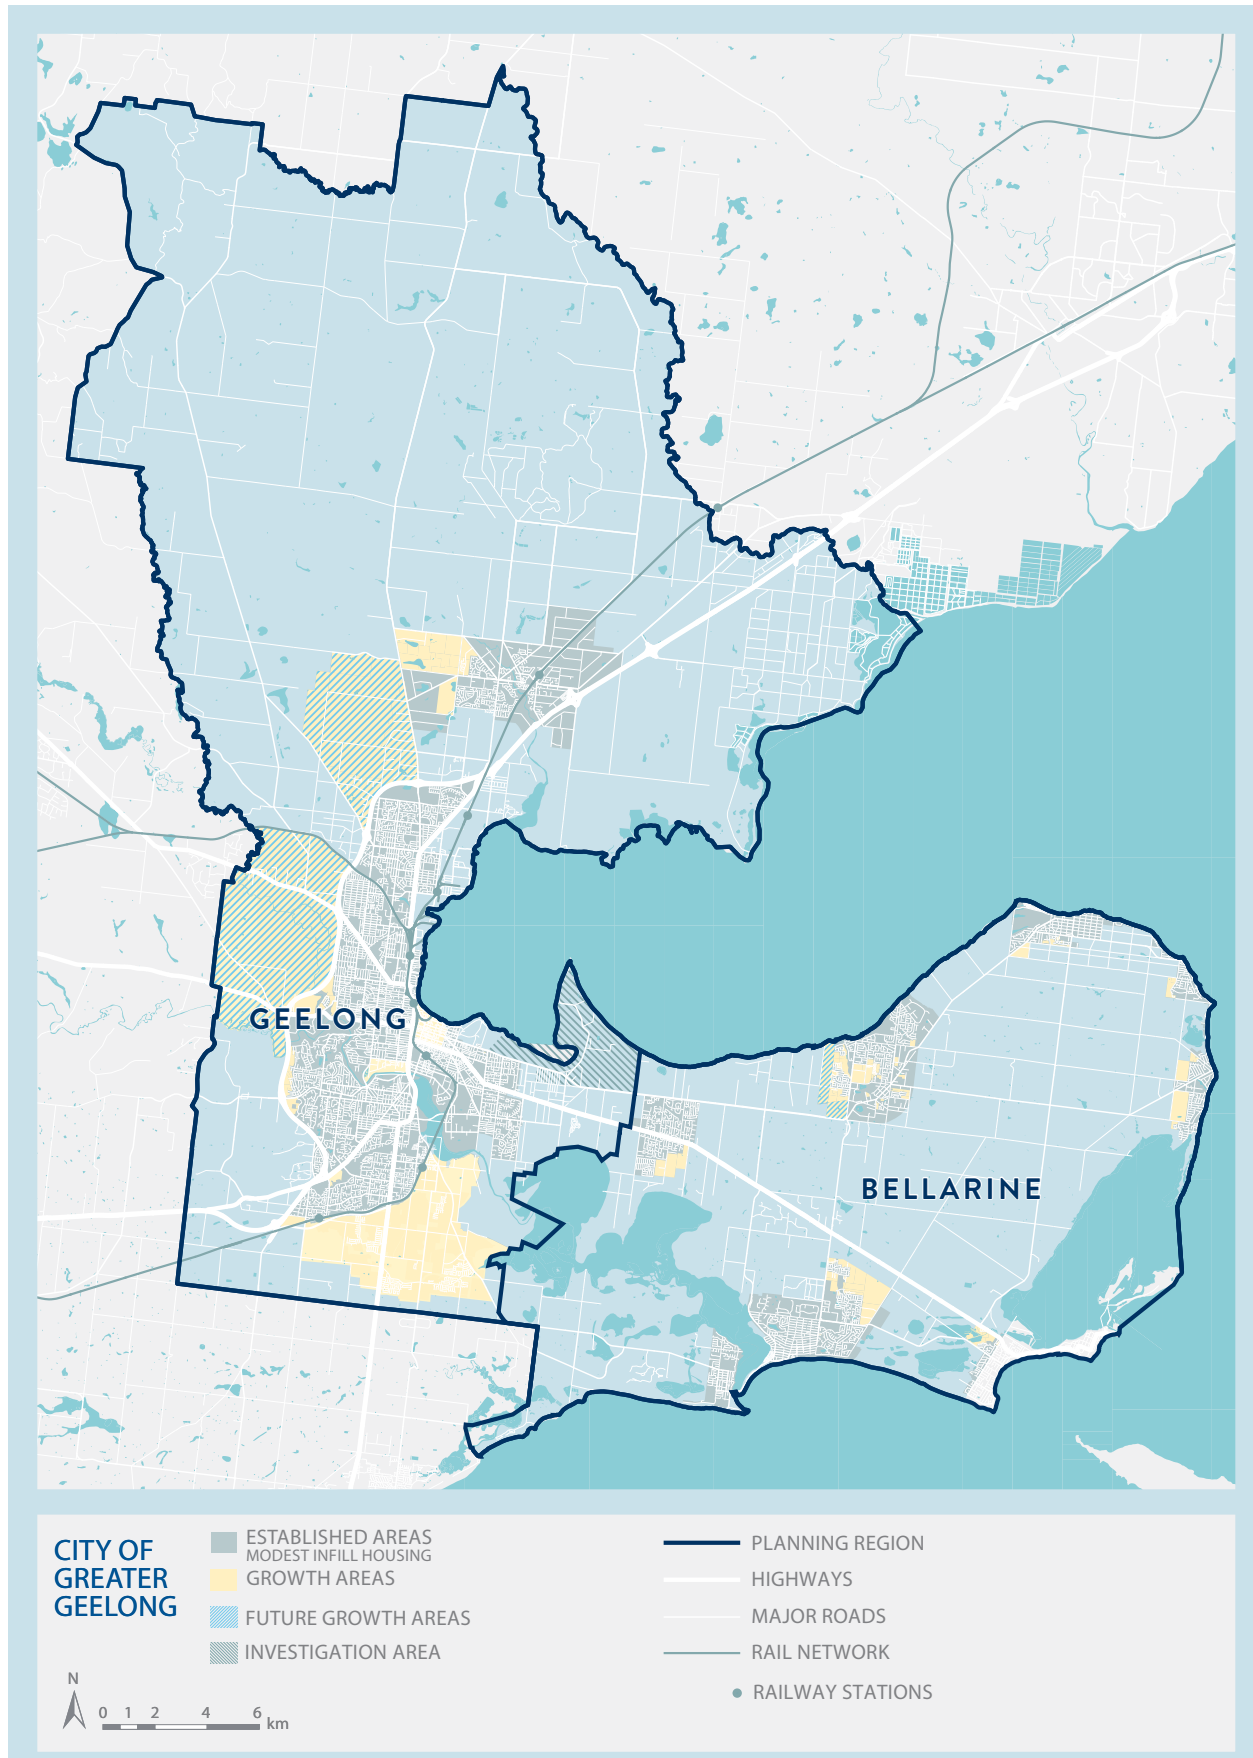 GEELONG
BELLARINE
CITY OF
GREATER
GEELONG
ESTABLISHED AREAS
MODEST INFILL HOUSING
GROWTH AREAS
FUTURE GROWTH AREAS
INVESTIGATION AREA
PLANNING REGION
HIGHWAYS
MAJOR ROADS
RAIL NETWORK
RAILWAY STATIONS
N
0 1 2 4 6 km